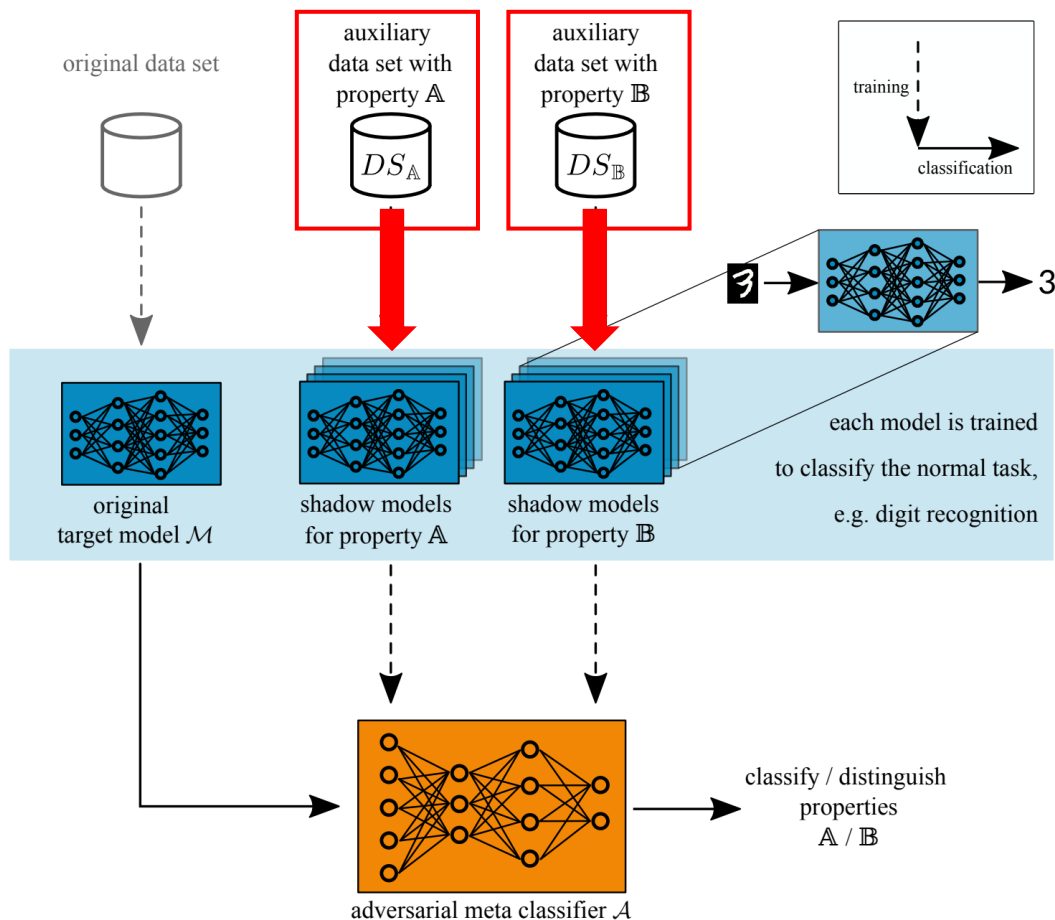 original data set
auxiliary
data set with
property 𝔸
DS𝔸
auxiliary
data set with
property 𝔹
DS𝔹
training
classification
3
3
original
target model ℳ
shadow models
for property 𝔸
shadow models
for property 𝔹
each model is trained
to classify the normal task,
e.g. digit recognition
classify / distinguish
properties
𝔸 / 𝔹
adversarial meta classifier 𝒜